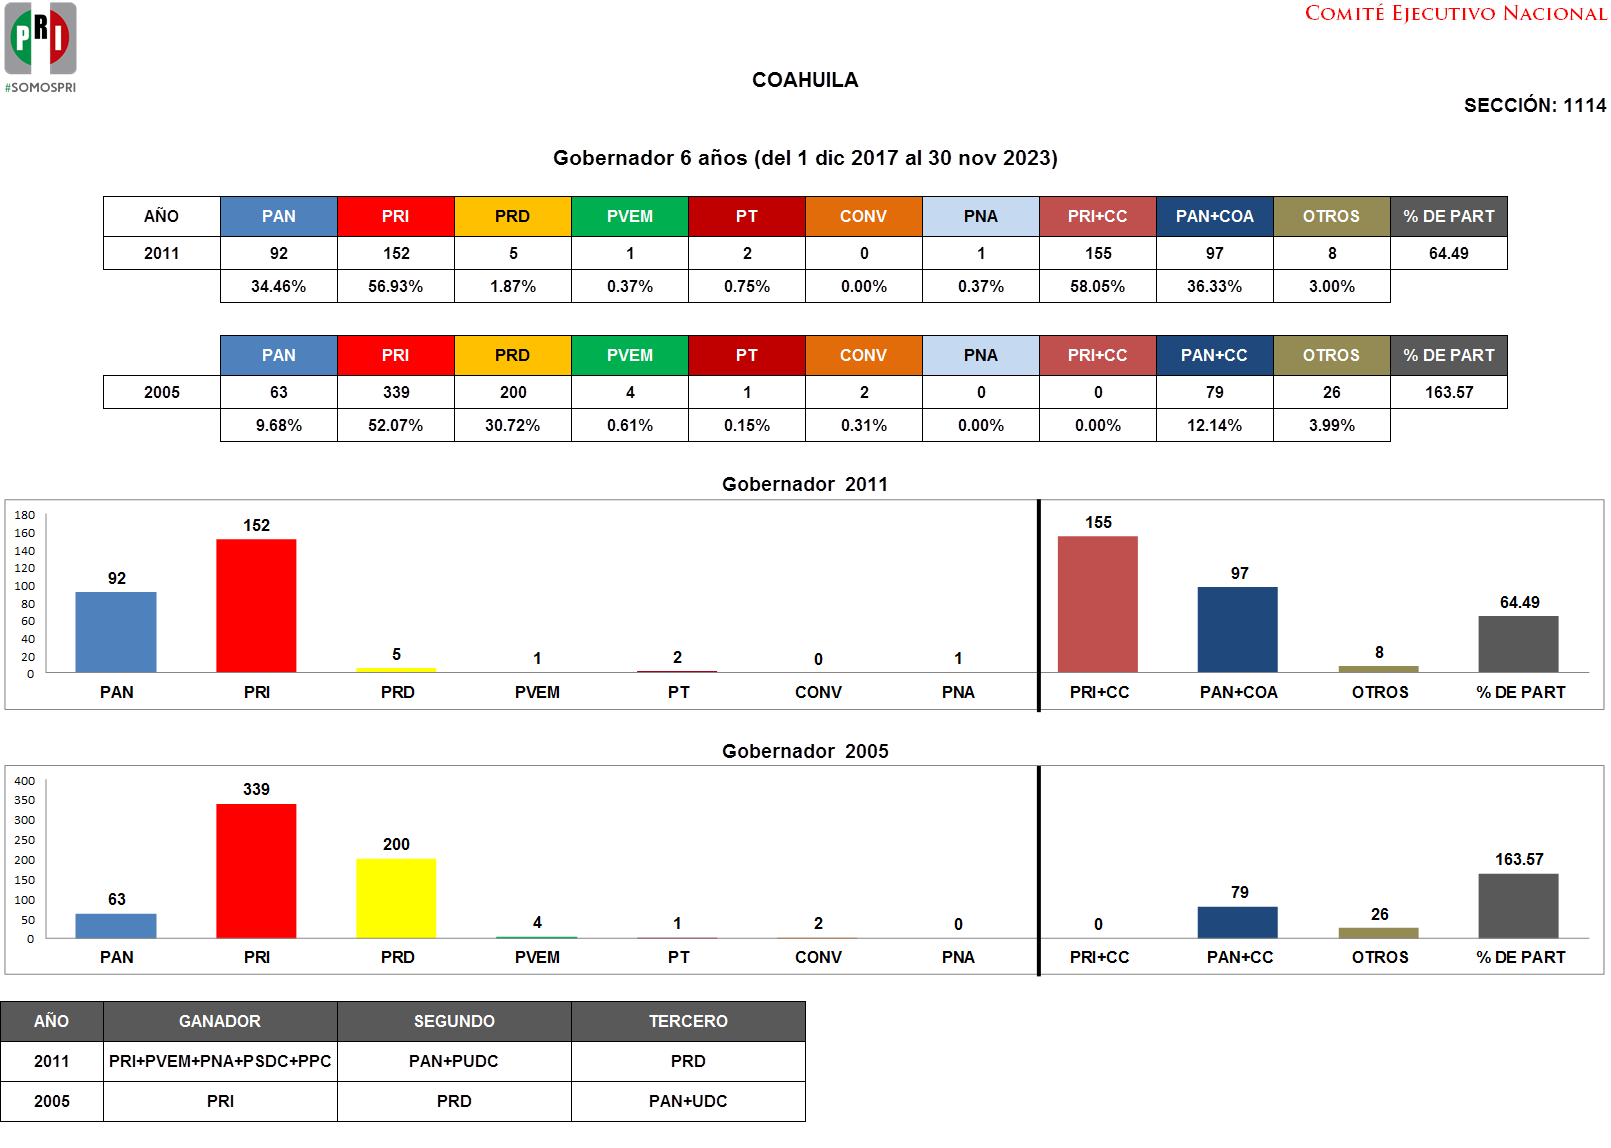 PRI
#SOMOSPRI
COMITÉ EJECUTIVO NACIONAL
COAHUILA
SECCIÓN: 1114
Gobernador 6 años (del 1 dic 2017 al 30 nov 2023)
AÑO PAN PRI PRD PVEM PT CONV PNA PRI+CC PAN+COA OTROS % DE PART
2011 92 152 5 1 2 0 1 155 97 8 64.49
34.46% 56.93% 1.87% 0.37% 0.75% 0.00% 0.37% 58.05% 36.33% 3.00%
PAN PRI PRD PVEM PT CONV PNA PRI+CC PAN+CC OTROS % DE PART
2005 63 339 200 4 1 2 0 0 79 26 163.57
9.68% 52.07% 30.72% 0.61% 0.15% 0.31% 0.00% 0.00% 12.14% 3.99%
Gobernador 2011
180
160
140
120
100
80
60
40
20
0
92 152 5 1 2 0 1 155 97 8 64.49
PAN PRI PRD PVEM PT CONV PNA PRI+CC PAN+COA OTROS % DE PART
Gobernador 2005
400
350
300
250
200
150
100
50
0
63 339 200 4 1 2 0 0 79 26 163.57
PAN PRI PRD PVEM PT CONV PNA PRI+CC PAN+CC OTROS % DE PART
AÑO GANADOR SEGUNDO TERCERO
2011 PRI+PVEM+PNA+PSDC+PPC PAN+PUDC PRD
2005 PRI PRD PAN+UDC